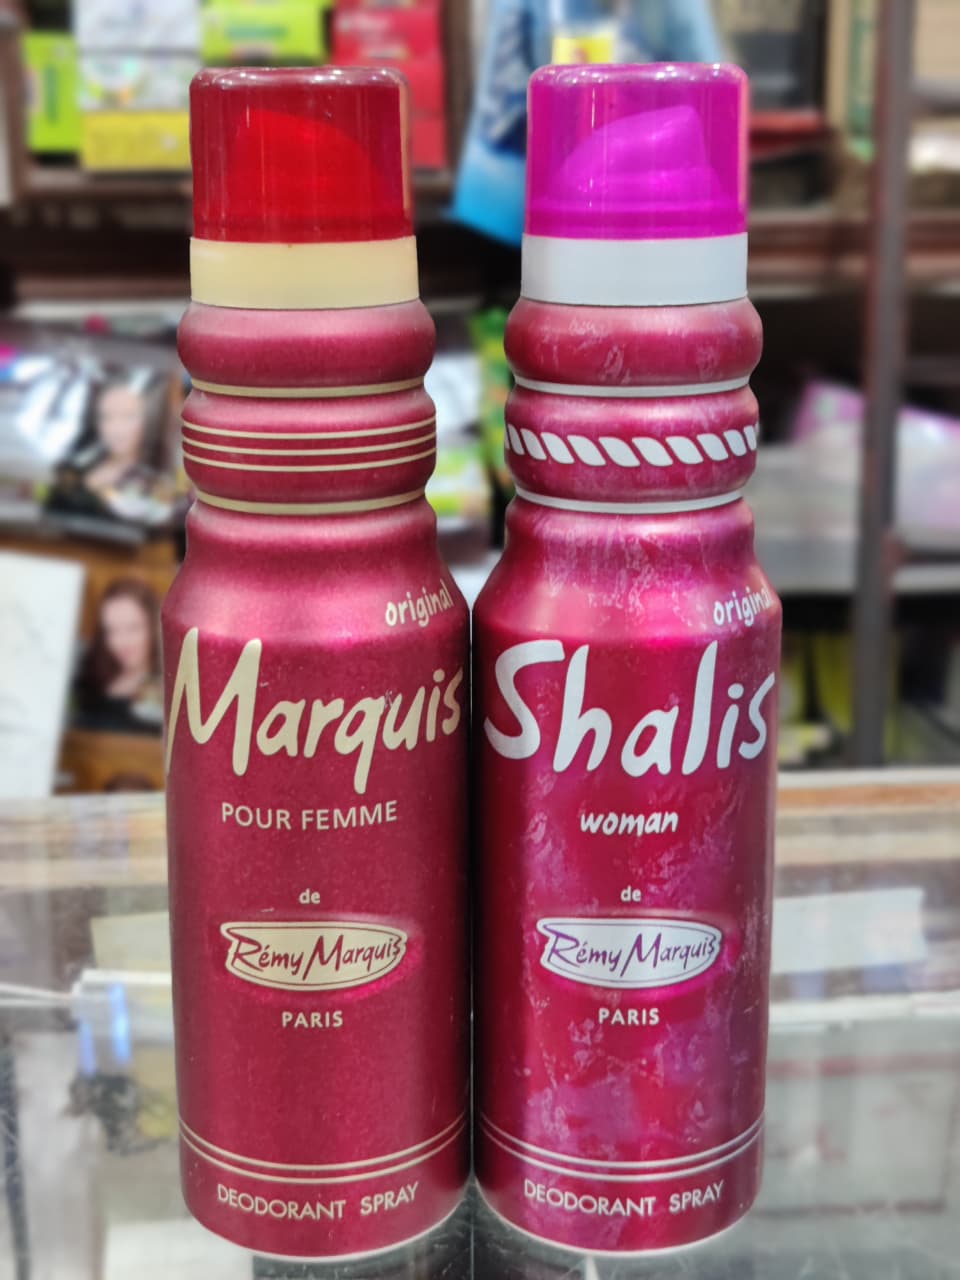 original
Marquis
POUR FEMME
de
Rémy Marquis
PARIS
DEODORANT SPRAY
original
Shalis
woman
de
Rémy Marquis
PARIS
DEODORANT SPRAY